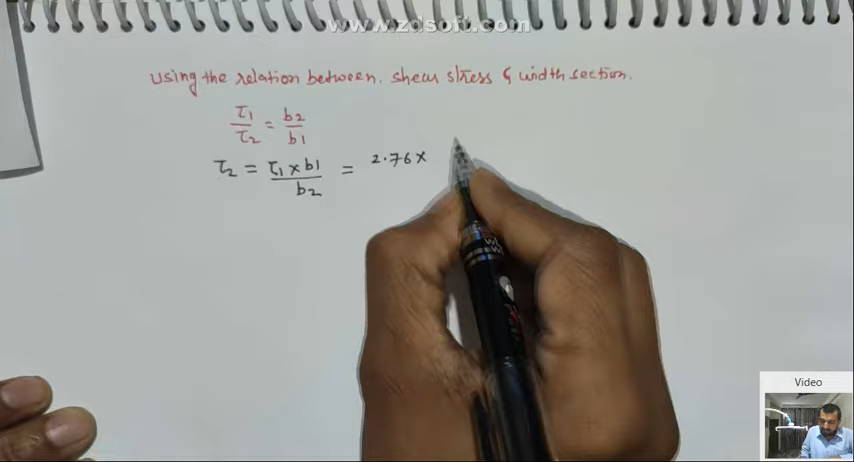 www.zdsoft.com
Using the relation between. shear stress & width section.
τ1/τ2 = b2/b1
τ2 = τ1 x b1/b2 = 2.76 x
Video